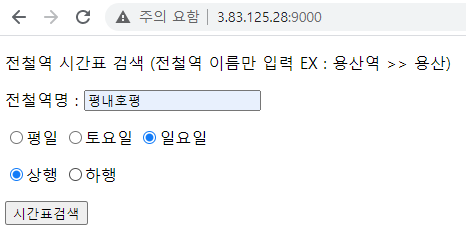 주의 요함 | 3.83.125.28:9000
전철역 시간표 검색 (전철역 이름만 입력 EX : 용산역 >> 용산)
전철역명 : 평내호평
평일 토요일 일요일
상행 하행
시간표검색